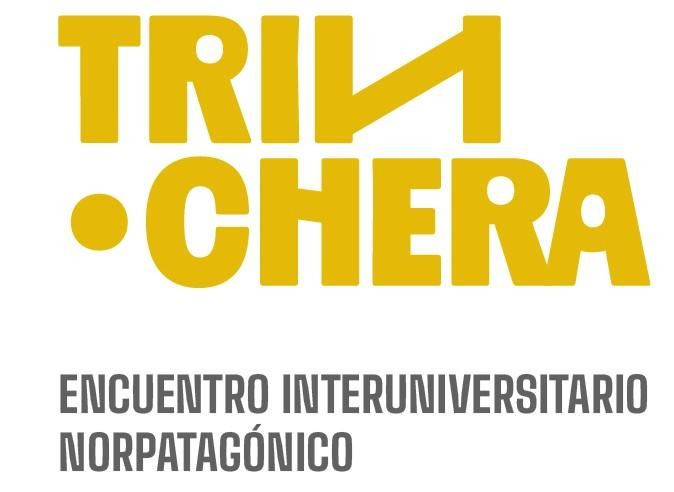 TRIN
•CHERA
ENCUENTRO INTERUNIVERSITARIO
NORPATAGÓNICO